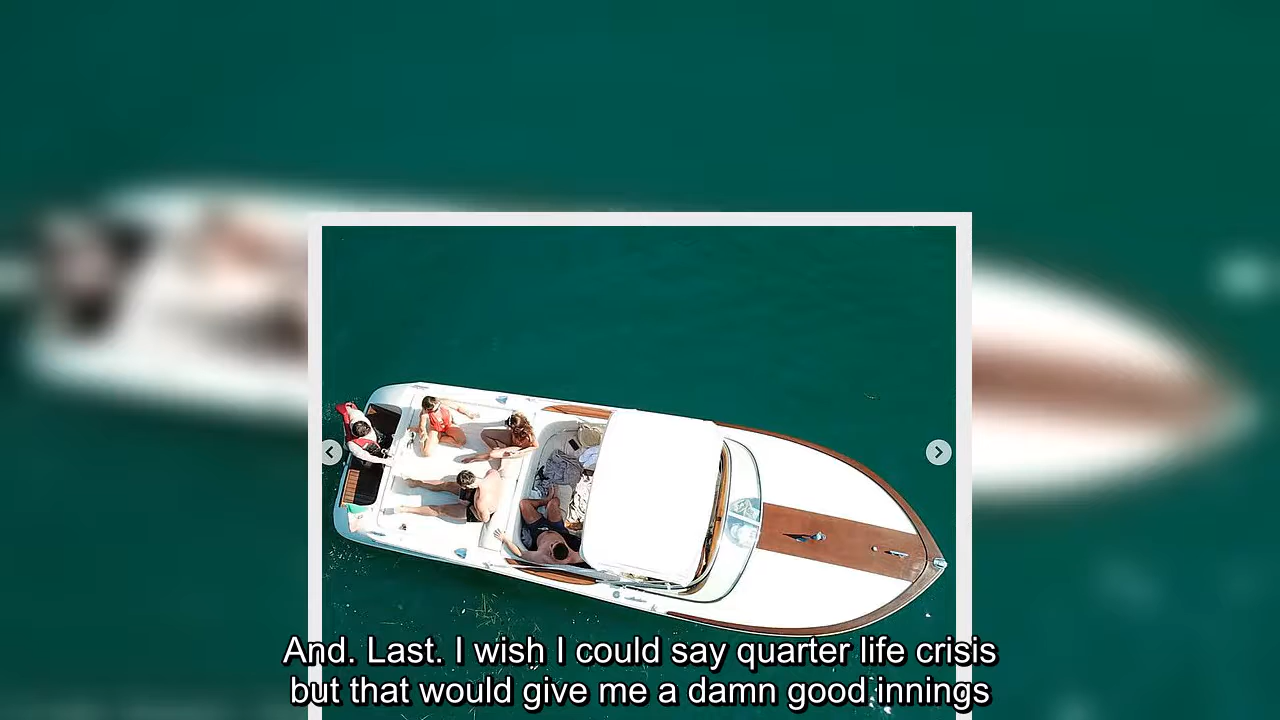 And. Last. I wish I could say quarter life crisis
but that would give me a damn good innings